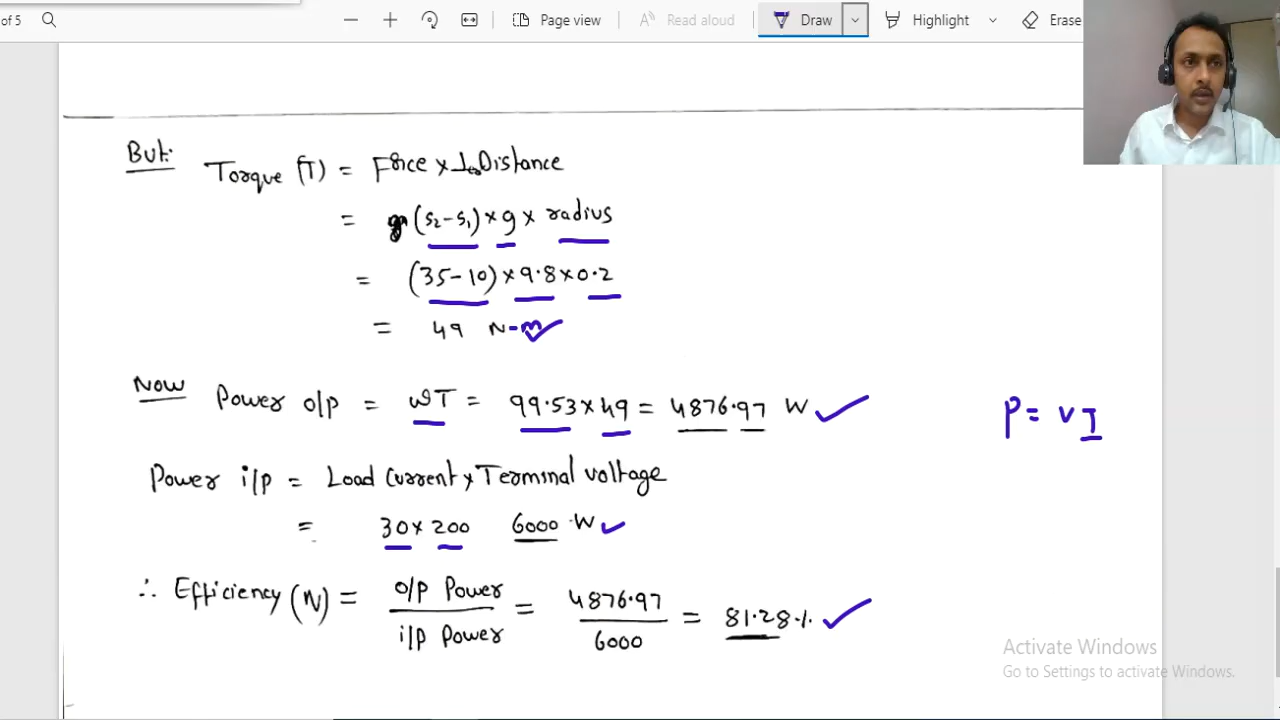 of 5 Page view Read aloud Draw Highlight Erase
But:
Torque (T) = Force × ⊥ Distance
= (S₂-S₁) × g × radius
= (35-10) × 9.8 × 0.2
= 49 N-m
Now Power o/p = ωT = 99.53 × 49 = 4876.97 W
P = VI
Power i/p = Load Current × Terminal voltage
= 30 × 200 6000 W
∴ Efficiency (η) = o/p Power / i/p Power = 4876.97 / 6000 = 81.28 %
Activate Windows
Go to Settings to activate Windows.